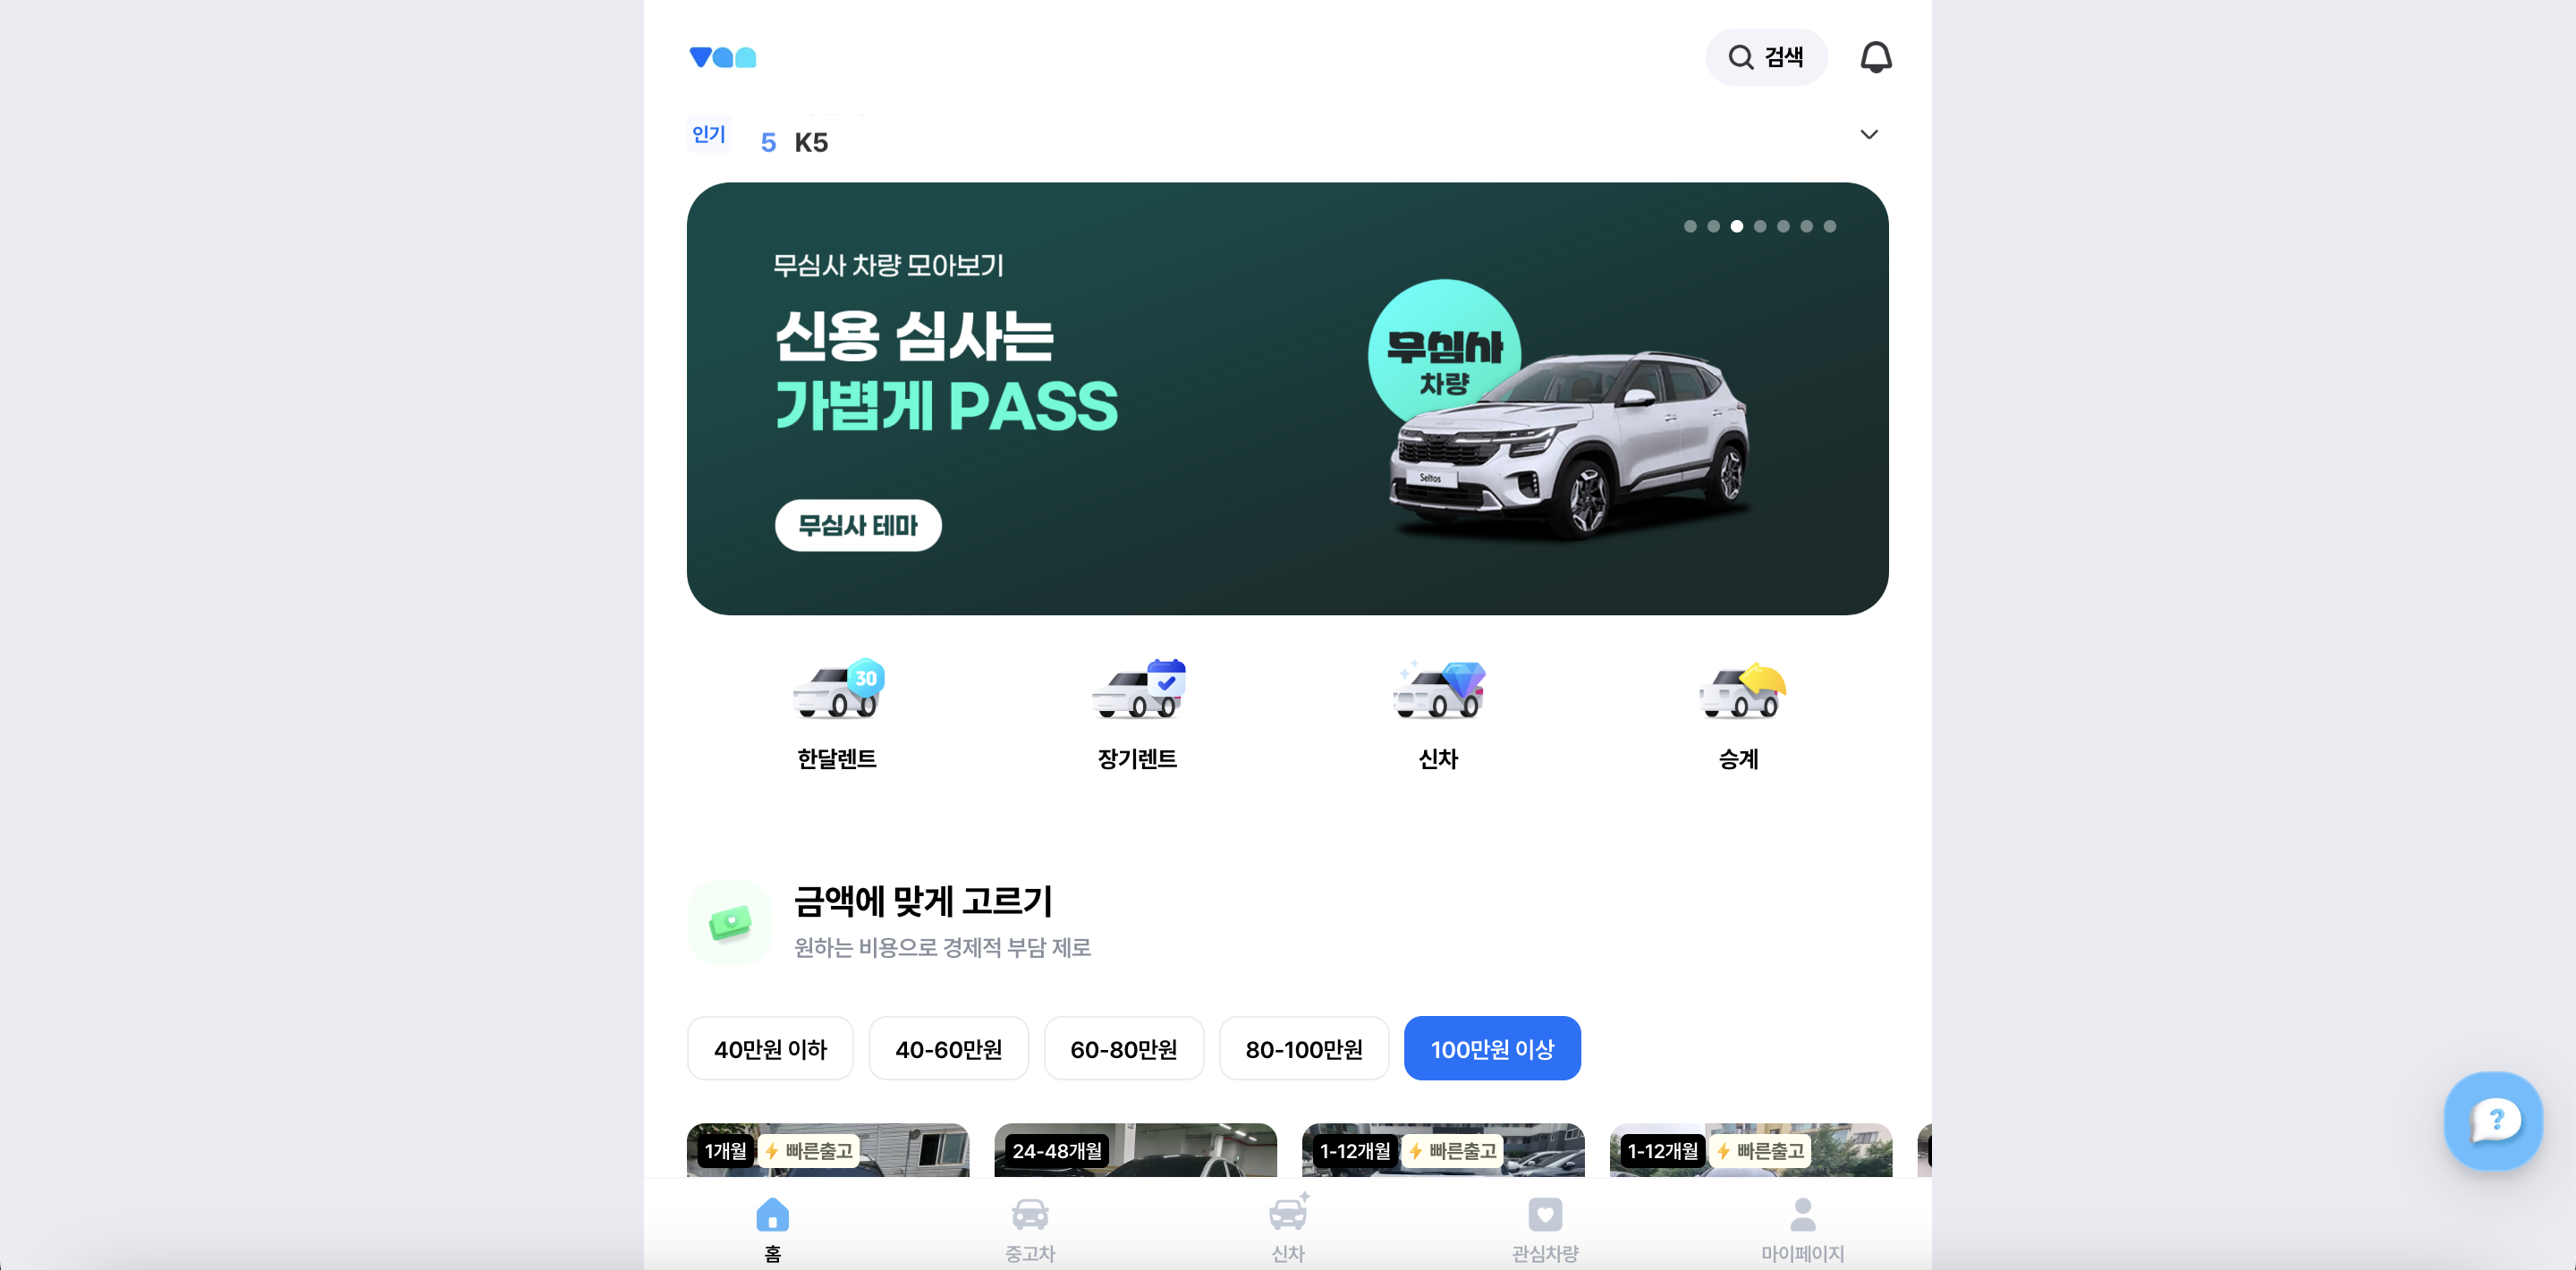 van
검색
인기
5 K5
무심사 차량 모아보기
신용 심사는
가볍게 PASS
무심사
차량
Seltos
무심사 테마
30
한달렌트
장기렌트
신차
승계
금액에 맞게 고르기
원하는 비용으로 경제적 부담 제로
40만원 이하
40-60만원
60-80만원
80-100만원
100만원 이상
1개월
빠른출고
24-48개월
1-12개월
빠른출고
1-12개월
빠른출고
?
홈
중고차
신차
관심차량
마이페이지